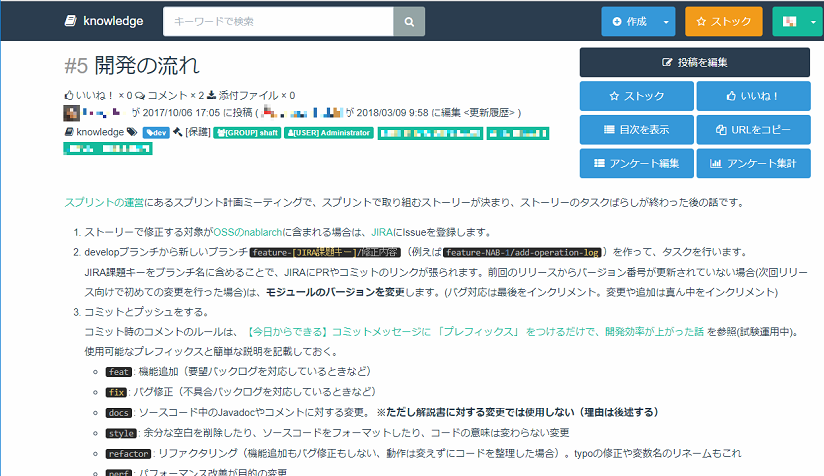 knowledge
キーワードで検索
作成
ストック
#5 開発の流れ
いいね！ × 0 コメント × 2 添付ファイル × 0
が 2017/10/06 17:05 に投稿 (
が 2018/03/09 9:58 に編集 <更新履歴> )
knowledge dev [保護] [GROUP] shaft [USER] Administrator
投稿を編集
ストック いいね！
目次を表示 URLをコピー
アンケート編集 アンケート集計
スプリントの運営にあるスプリント計画ミーティングで、スプリントで取り組むストーリーが決まり、ストーリーのタスクばらしが終わった後の話です。
1. ストーリーで修正する対象がOSSのnablarchに含まれる場合は、JIRAにIssueを登録します。
2. developブランチから新しいブランチ feature-[JIRA課題キー]/修正内容 （例えば feature-NAB-1/add-operation-log ）を作って、タスクを行います。
JIRA課題キーをブランチ名に含めることで、JIRAにPRやコミットのリンクが張られます。前回のリリースからバージョン番号が更新されていない場合(次回リリ
ース向けで初めての変更を行った場合)は、モジュールのバージョンを変更します。(バグ対応は最後をインクリメント。変更や追加は真ん中をインクリメント)
3. コミットとプッシュをする。
コミット時のコメントのルールは、【今日からできる】コミットメッセージに 「プレフィックス」 をつけるだけで、開発効率が上がった話 を参照(試験運用中)。
使用可能なプレフィックスと簡単な説明を記載しておく。
feat : 機能追加（要望バックログを対応しているときなど）
fix : バグ修正（不具合バックログを対応しているときなど）
docs : ソースコード中のJavadocやコメントに対する変更。 ※ただし解説書に対する変更では使用しない（理由は後述する）
style : 余分な空白を削除したり、ソースコードをフォーマットしたり、コードの意味は変わらない変更
refactor : リファクタリング（機能追加もバグ修正もしない、動作は変えずにコードを整理した場合）。typoの修正や変数名のリネームもこれ
perf : パフォーマンス改善が目的の変更